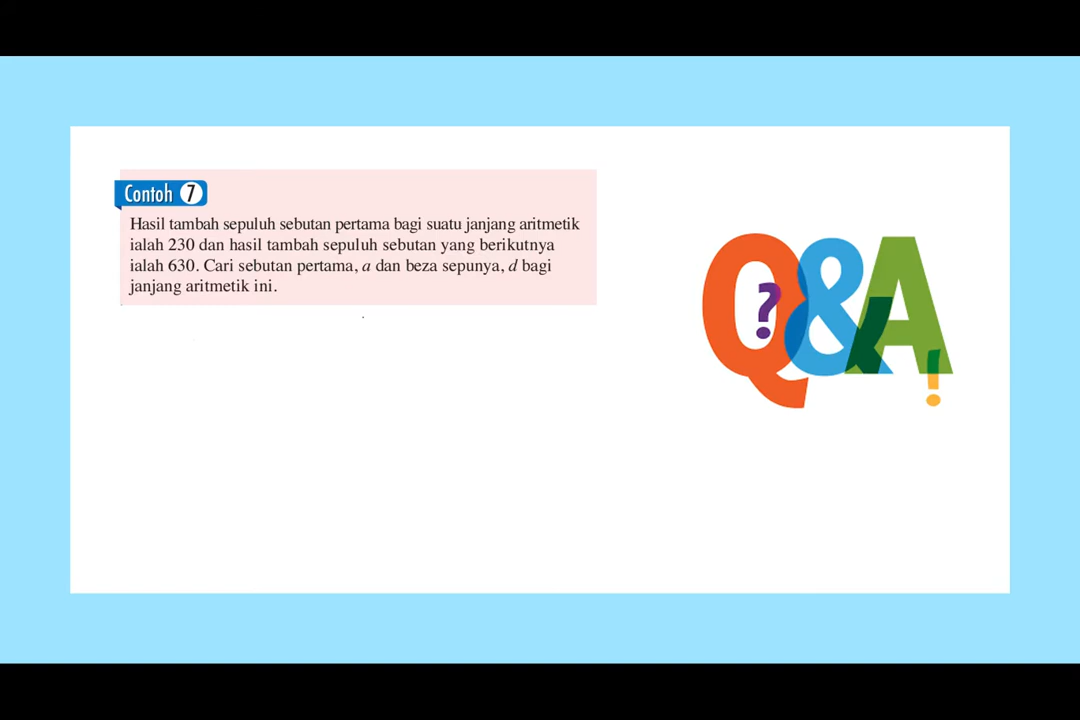 Contoh 7
Hasil tambah sepuluh sebutan pertama bagi suatu janjang aritmetik
ialah 230 dan hasil tambah sepuluh sebutan yang berikutnya
ialah 630. Cari sebutan pertama, a dan beza sepunya, d bagi
janjang aritmetik ini.
Q&A
?
!